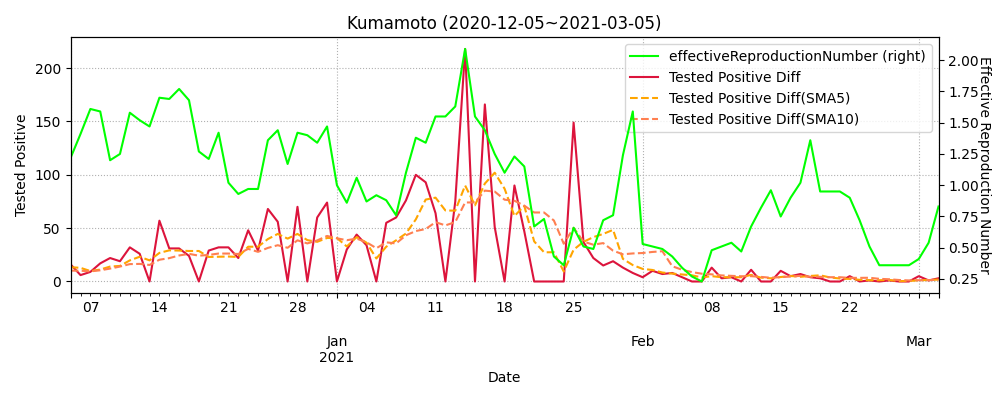 Kumamoto (2020-12-05~2021-03-05)
effectiveReproductionNumber (right)
Tested Positive Diff
Tested Positive Diff(SMA5)
Tested Positive Diff(SMA10)
Tested Positive
200
150
100
50
0
Effective Reproduction Number
2.00
1.75
1.50
1.25
1.00
0.75
0.50
0.25
07 14 21 28 04 11 18 25 08 15 22
Jan Feb Mar
2021
Date